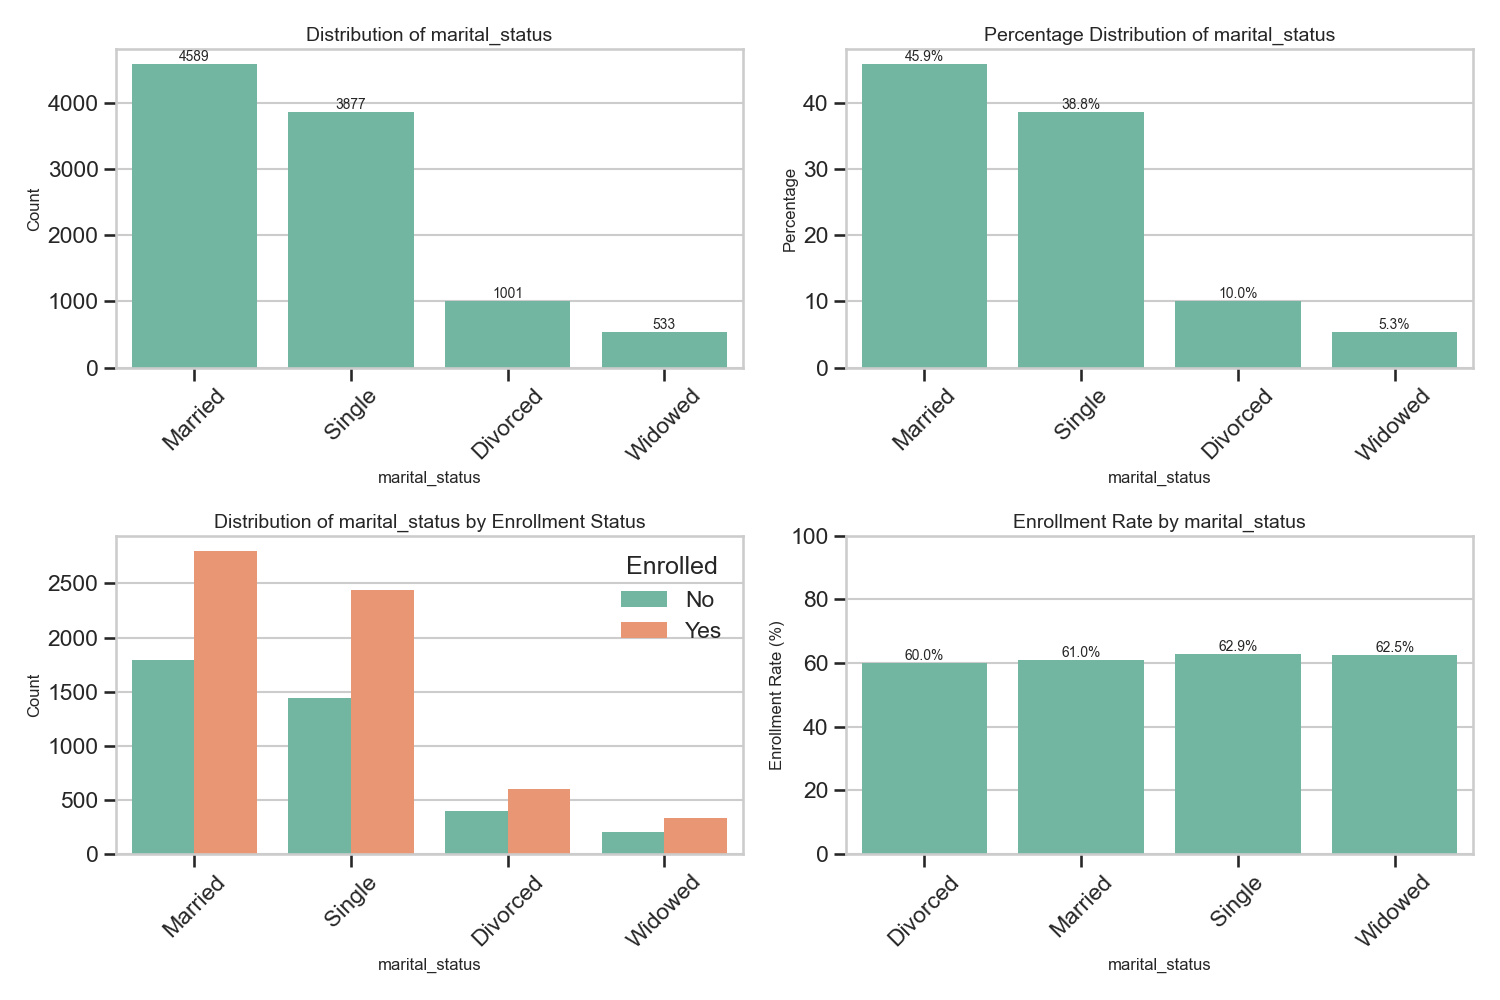 Distribution of marital_status
4589
3877
1001
533
4000
3000
2000
1000
0
Count
Married
Single
Divorced
Widowed
marital_status
Percentage Distribution of marital_status
45.9%
38.8%
10.0%
5.3%
40
30
20
10
0
Percentage
Married
Single
Divorced
Widowed
marital_status
Distribution of marital_status by Enrollment Status
Enrolled
No
Yes
2500
2000
1500
1000
500
0
Count
Married
Single
Divorced
Widowed
marital_status
Enrollment Rate by marital_status
100
80
60
40
20
0
60.0%
61.0%
62.9%
62.5%
Enrollment Rate (%)
Divorced
Married
Single
Widowed
marital_status